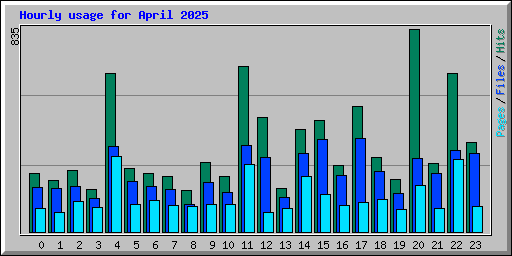 Hourly usage for April 2025
835
Pages / Files / Hits
0 1 2 3 4 5 6 7 8 9 10 11 12 13 14 15 16 17 18 19 20 21 22 23